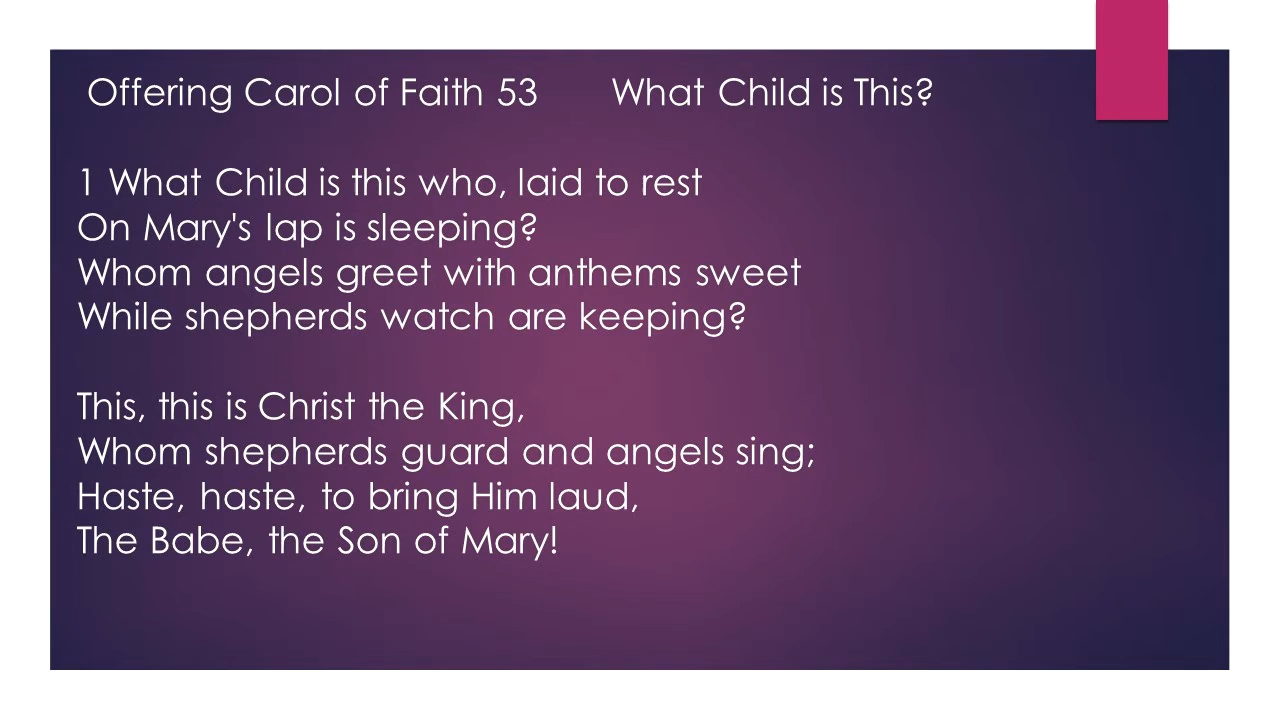 Offering Carol of Faith 53 What Child is This?
1 What Child is this who, laid to rest
On Mary's lap is sleeping?
Whom angels greet with anthems sweet
While shepherds watch are keeping?
This, this is Christ the King,
Whom shepherds guard and angels sing;
Haste, haste, to bring Him laud,
The Babe, the Son of Mary!